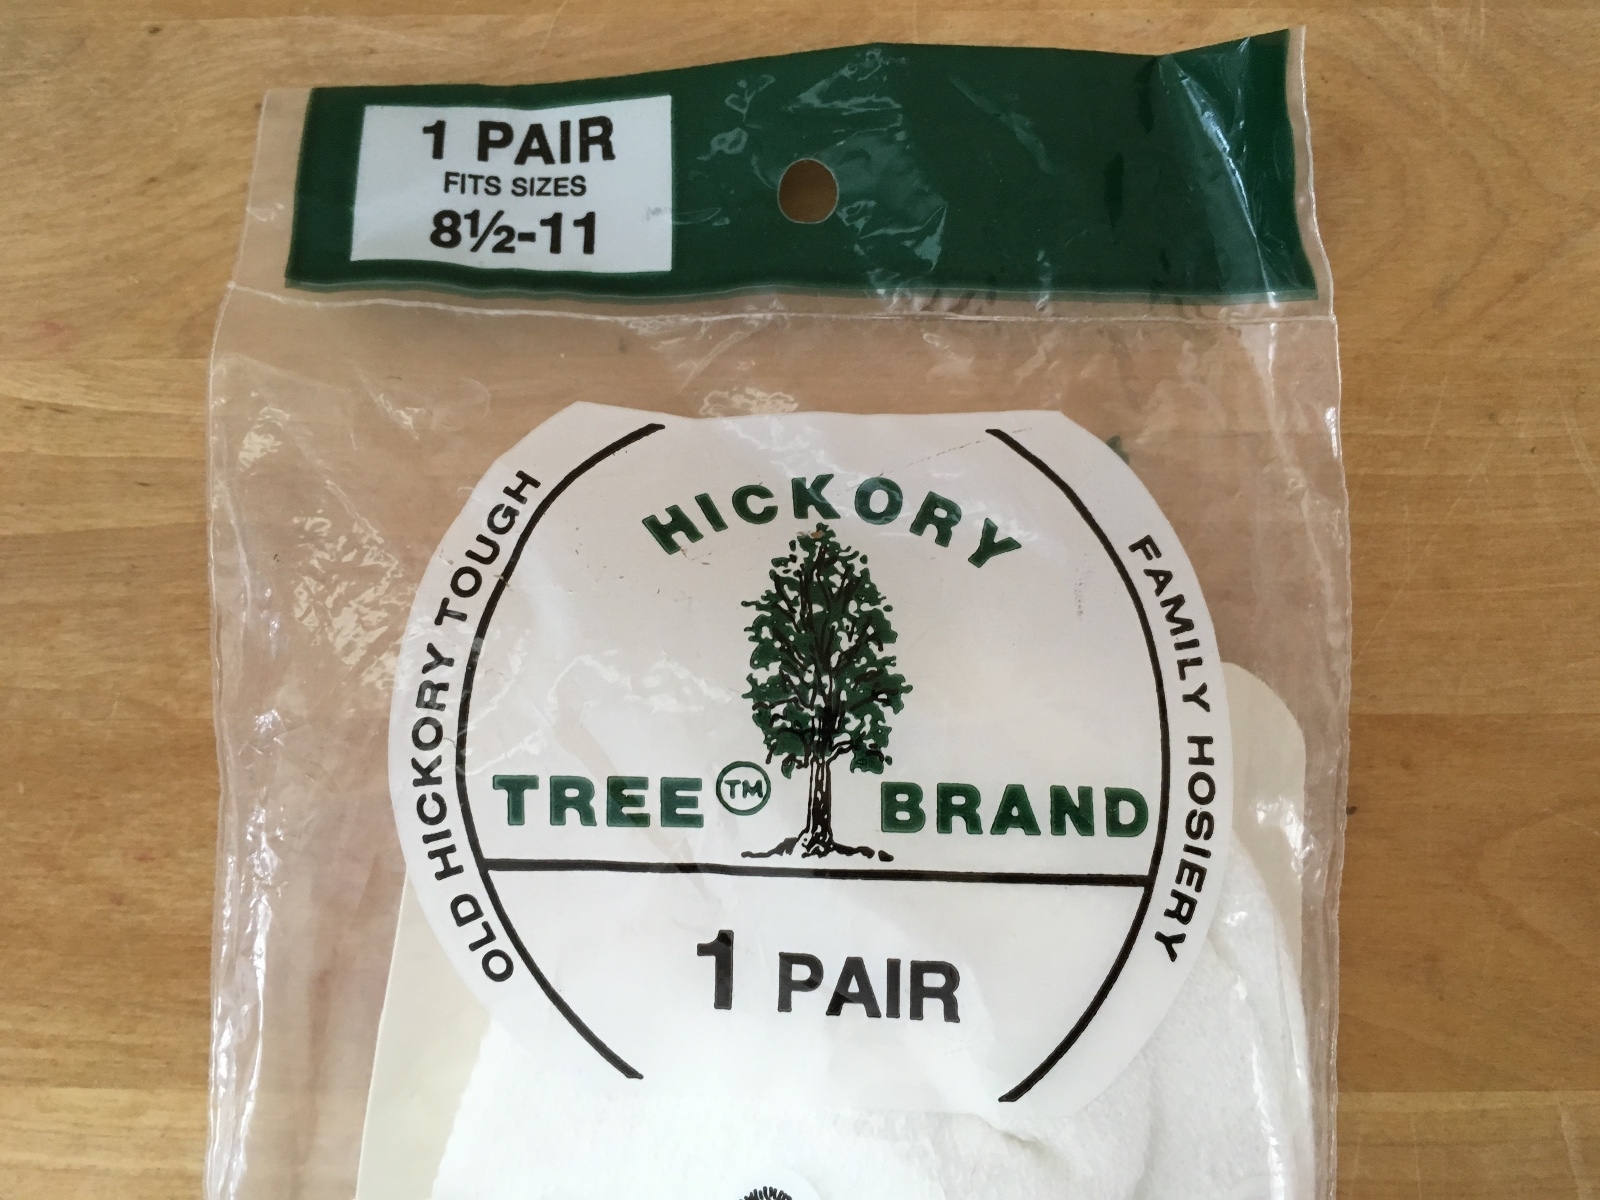 1 PAIR
FITS SIZES
8½-11
HICKORY
TREE TM BRAND
1 PAIR
OLD HICKORY TOUGH
FAMILY HOSIERY